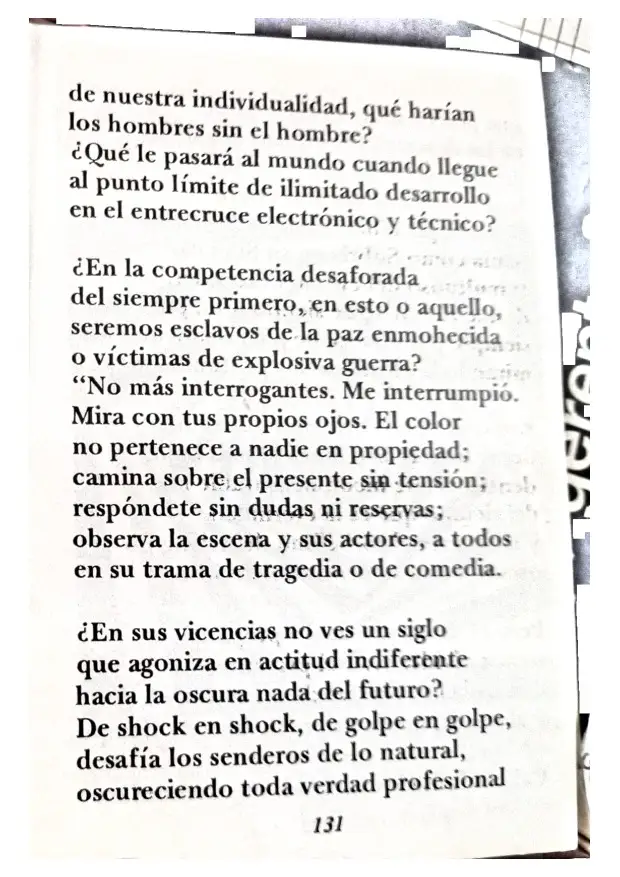 de nuestra individualidad, qué harían
los hombres sin el hombre?
¿Qué le pasará al mundo cuando llegue
al punto límite de ilimitado desarrollo
en el entrecruce electrónico y técnico?
¿En la competencia desaforada
del siempre primero, en esto o aquello,
seremos esclavos de la paz enmohecida
o víctimas de explosiva guerra?
“No más interrogantes. Me interrumpió.
Mira con tus propios ojos. El color
no pertenece a nadie en propiedad;
camina sobre el presente sin tensión;
respóndete sin dudas ni reservas;
observa la escena y sus actores, a todos
en su trama de tragedia o de comedia.
¿En sus vicencias no ves un siglo
que agoniza en actitud indiferente
hacia la oscura nada del futuro?
De shock en shock, de golpe en golpe,
desafía los senderos de lo natural,
oscureciendo toda verdad profesional
131